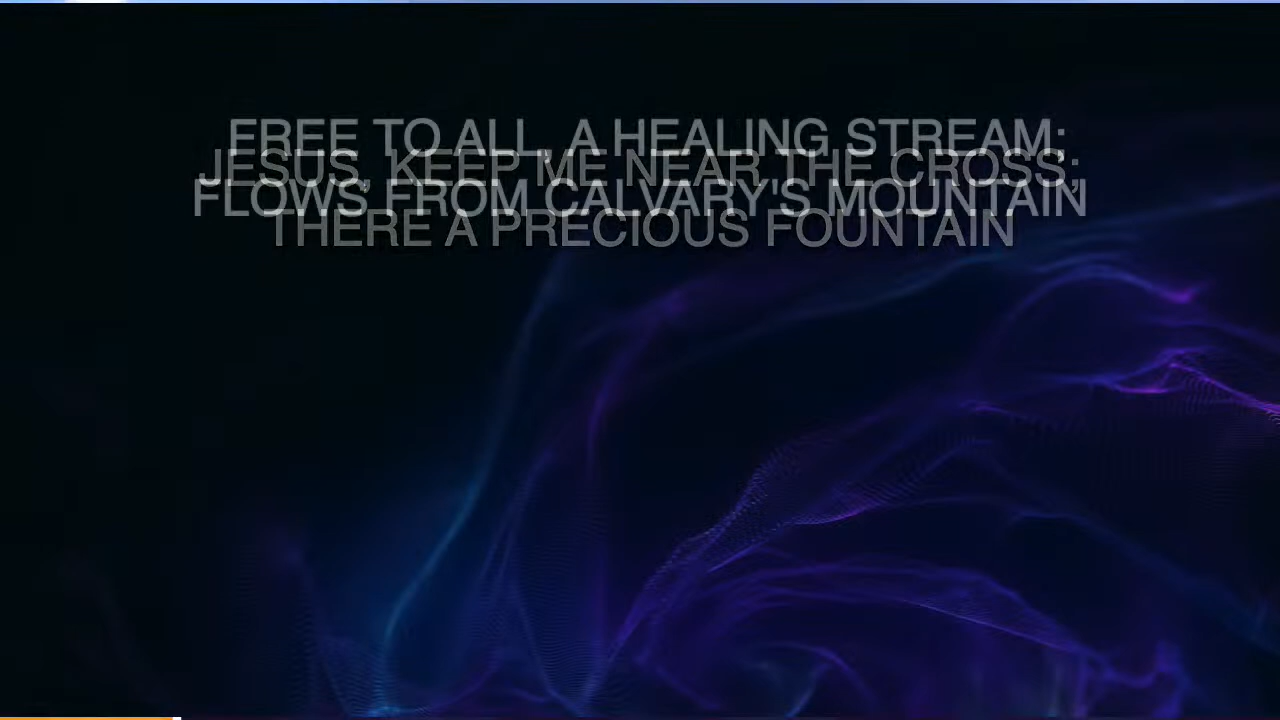 FREE TO ALL, A HEALING STREAM;
JESUS, KEEP ME NEAR THE CROSS;
FLOWS FROM CALVARY'S MOUNTAIN
THERE A PRECIOUS FOUNTAIN